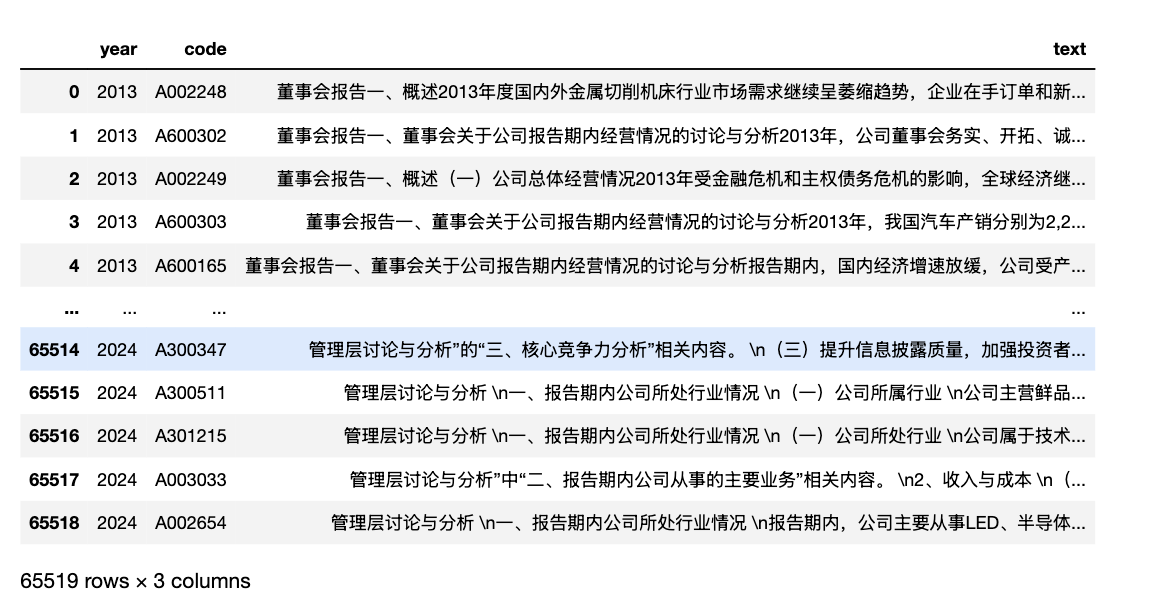 year code text
0 2013 A002248 董事会报告一、概述2013年度国内外金属切削机床行业市场需求继续呈萎缩趋势，企业在手订单和新...
1 2013 A600302 董事会报告一、董事会关于公司报告期内经营情况的讨论与分析2013年，公司董事会务实、开拓、诚...
2 2013 A002249 董事会报告一、概述（一）公司总体经营情况2013年受金融危机和主权债务危机的影响，全球经济继...
3 2013 A600303 董事会报告一、董事会关于公司报告期内经营情况的讨论与分析2013年，我国汽车产销分别为2,2...
4 2013 A600165 董事会报告一、董事会关于公司报告期内经营情况的讨论与分析报告期内，国内经济增速放缓，公司受产...
... ... ... ...
65514 2024 A300347 管理层讨论与分析”的“三、核心竞争力分析”相关内容。 \n（三）提升信息披露质量，加强投资者...
65515 2024 A300511 管理层讨论与分析 \n一、报告期内公司所处行业情况 \n（一）公司所属行业 \n公司主营鲜品...
65516 2024 A301215 管理层讨论与分析 \n一、报告期内公司所处行业情况 \n（一）公司所处行业 \n公司属于技术...
65517 2024 A003033 管理层讨论与分析”中“二、报告期内公司从事的主要业务”相关内容。 \n2、收入与成本 \n（...
65518 2024 A002654 管理层讨论与分析 \n一、报告期内公司所处行业情况 \n报告期内，公司主要从事LED、半导体...
65519 rows × 3 columns